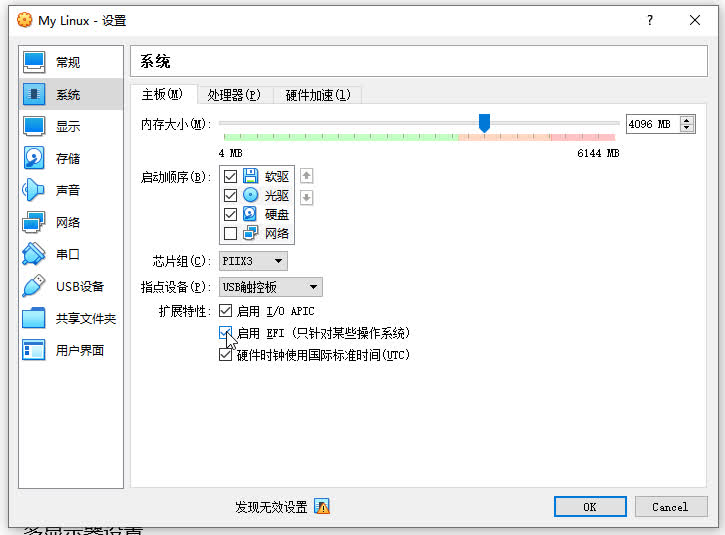 My Linux - 设置
常规
系统
显示
存储
声音
网络
串口
USB设备
共享文件夹
用户界面
系统
主板(M) 处理器(P) 硬件加速(l)
内存大小(M): 4096 MB
4 MB 6144 MB
启动顺序(B): 软驱
光驱
硬盘
网络
芯片组(C): PIIX3
指点设备(P): USB触控板
扩展特性: 启用 I/O APIC
启用 EFI (只针对某些操作系统)
硬件时钟使用国际标准时间(UTC)
发现无效设置 OK Cancel
多显示器设置